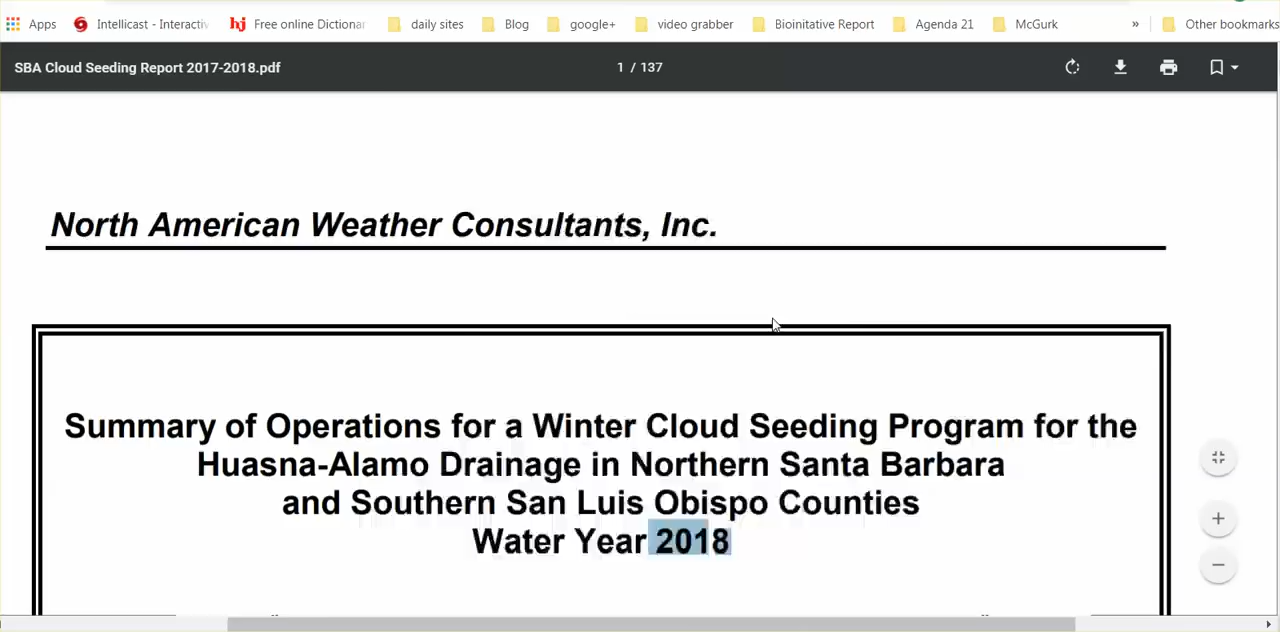 Apps Intellicast - Interactiv Free online Dictionar daily sites Blog google+ video grabber Bioinitative Report Agenda 21 McGurk » Other bookmarks
SBA Cloud Seeding Report 2017-2018.pdf 1 / 137
North American Weather Consultants, Inc.
Summary of Operations for a Winter Cloud Seeding Program for the
Huasna-Alamo Drainage in Northern Santa Barbara
and Southern San Luis Obispo Counties
Water Year 2018